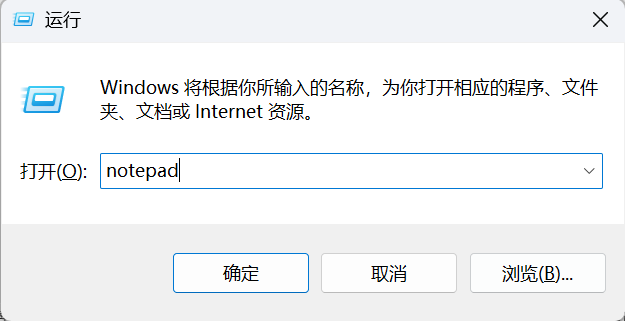 运行
Windows 将根据你所输入的名称，为你打开相应的程序、文件
夹、文档或 Internet 资源。
打开(O): notepad
确定 取消 浏览(B)...